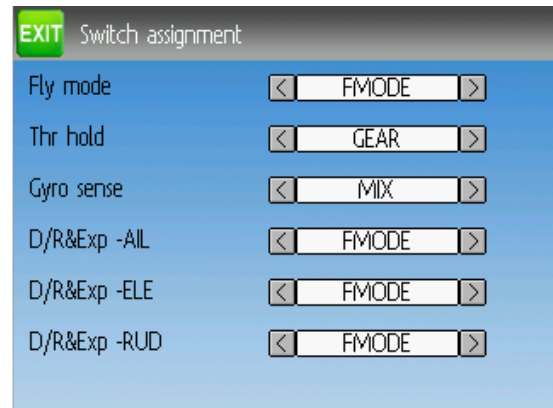 EXIT Switch assignment
Fly mode < FMODE >
Thr hold < GEAR >
Gyro sense < MIX >
D/R&Exp -AIL < FMODE >
D/R&Exp -ELE < FMODE >
D/R&Exp -RUD < FMODE >